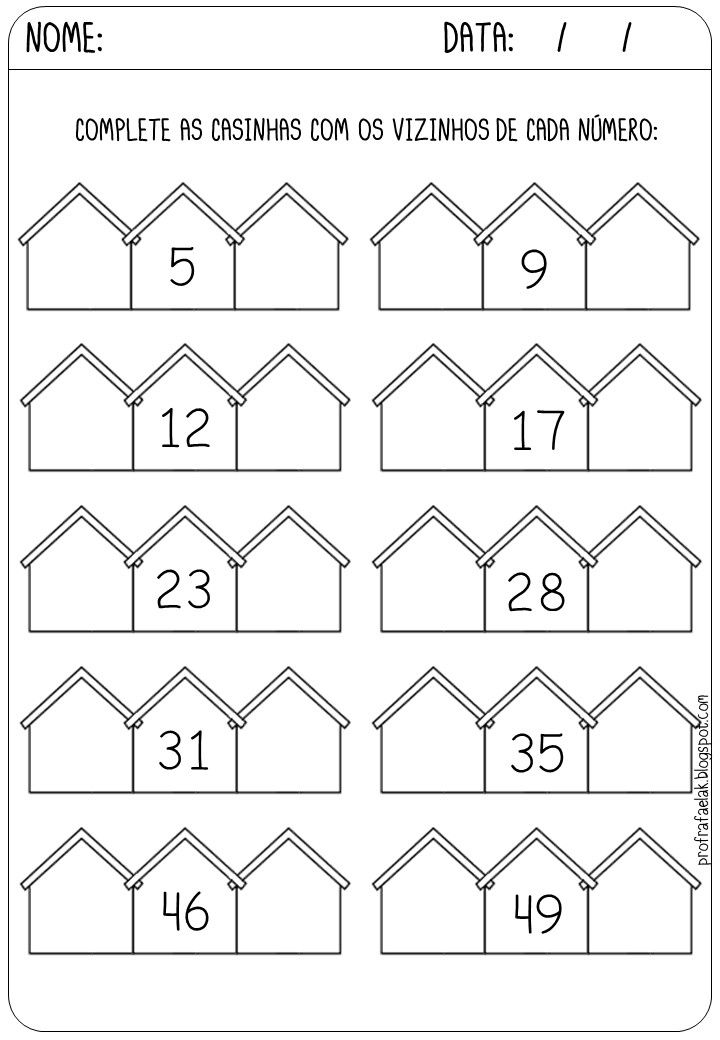 NOME: DATA: / /
COMPLETE AS CASINHAS COM OS VIZINHOS DE CADA NÚMERO:
5 9
12 17
23 28
31 35
46 49
profrafaelak.blogspot.com